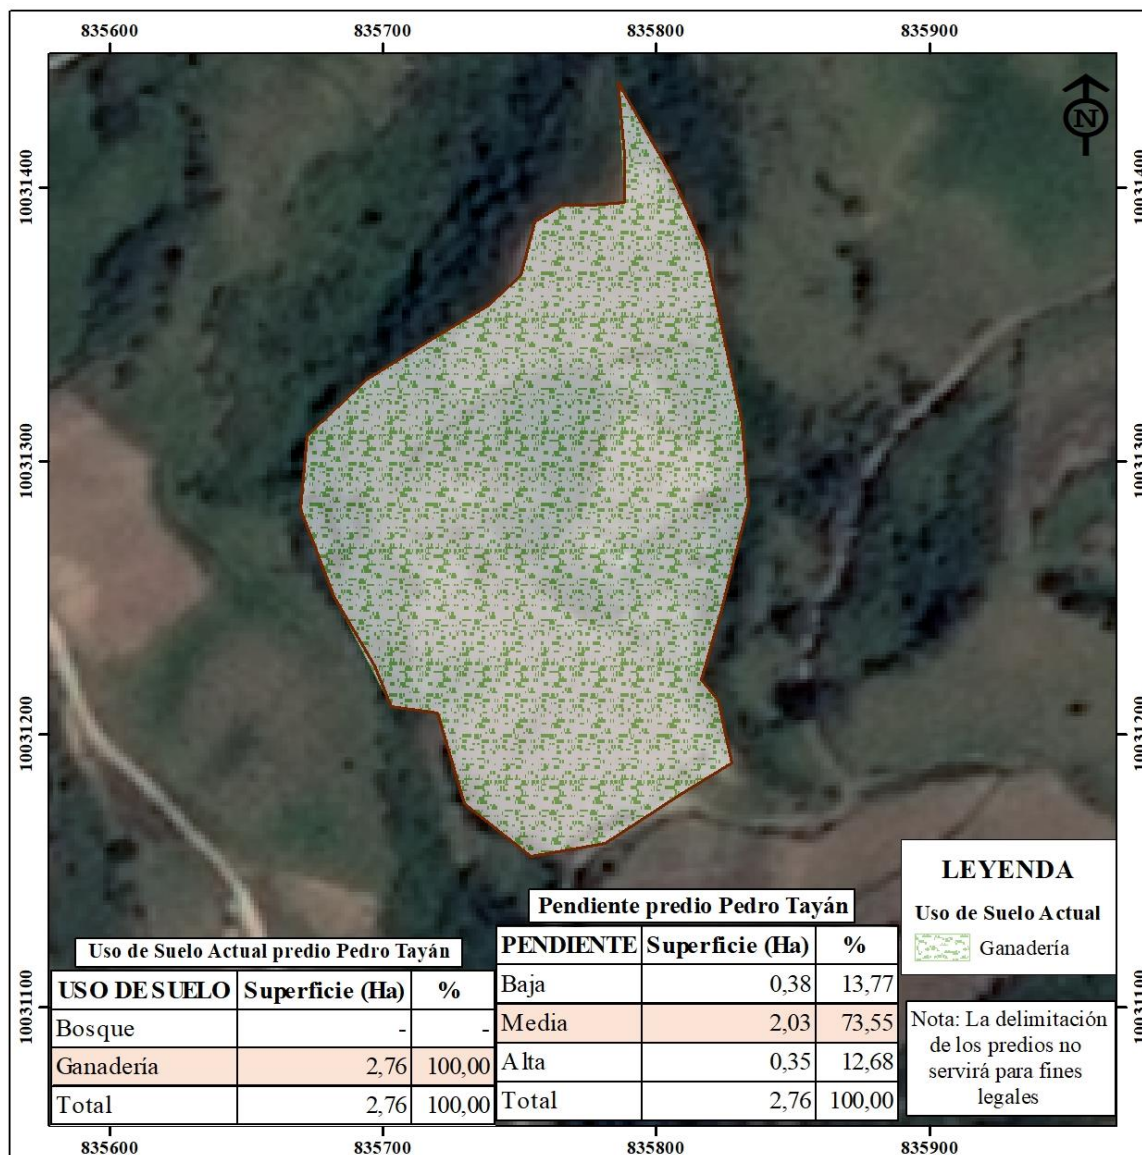 835600 835700 835800 835900
N
10031400 10031400
10031300 10031300
10031200 10031200
10031100 10031100
LEYENDA
Uso de Suelo Actual
Ganadería
Nota: La delimitación
de los predios no
servirá para fines
legales
Uso de Suelo Actual predio Pedro Tayán
USO DE SUELO Superficie (Ha) %
Bosque - -
Ganadería 2,76 100,00
Total 2,76 100,00
Pendiente predio Pedro Tayán
PENDIENTE Superficie (Ha) %
Baja 0,38 13,77
Media 2,03 73,55
Alta 0,35 12,68
Total 2,76 100,00
835600 835700 835800 835900